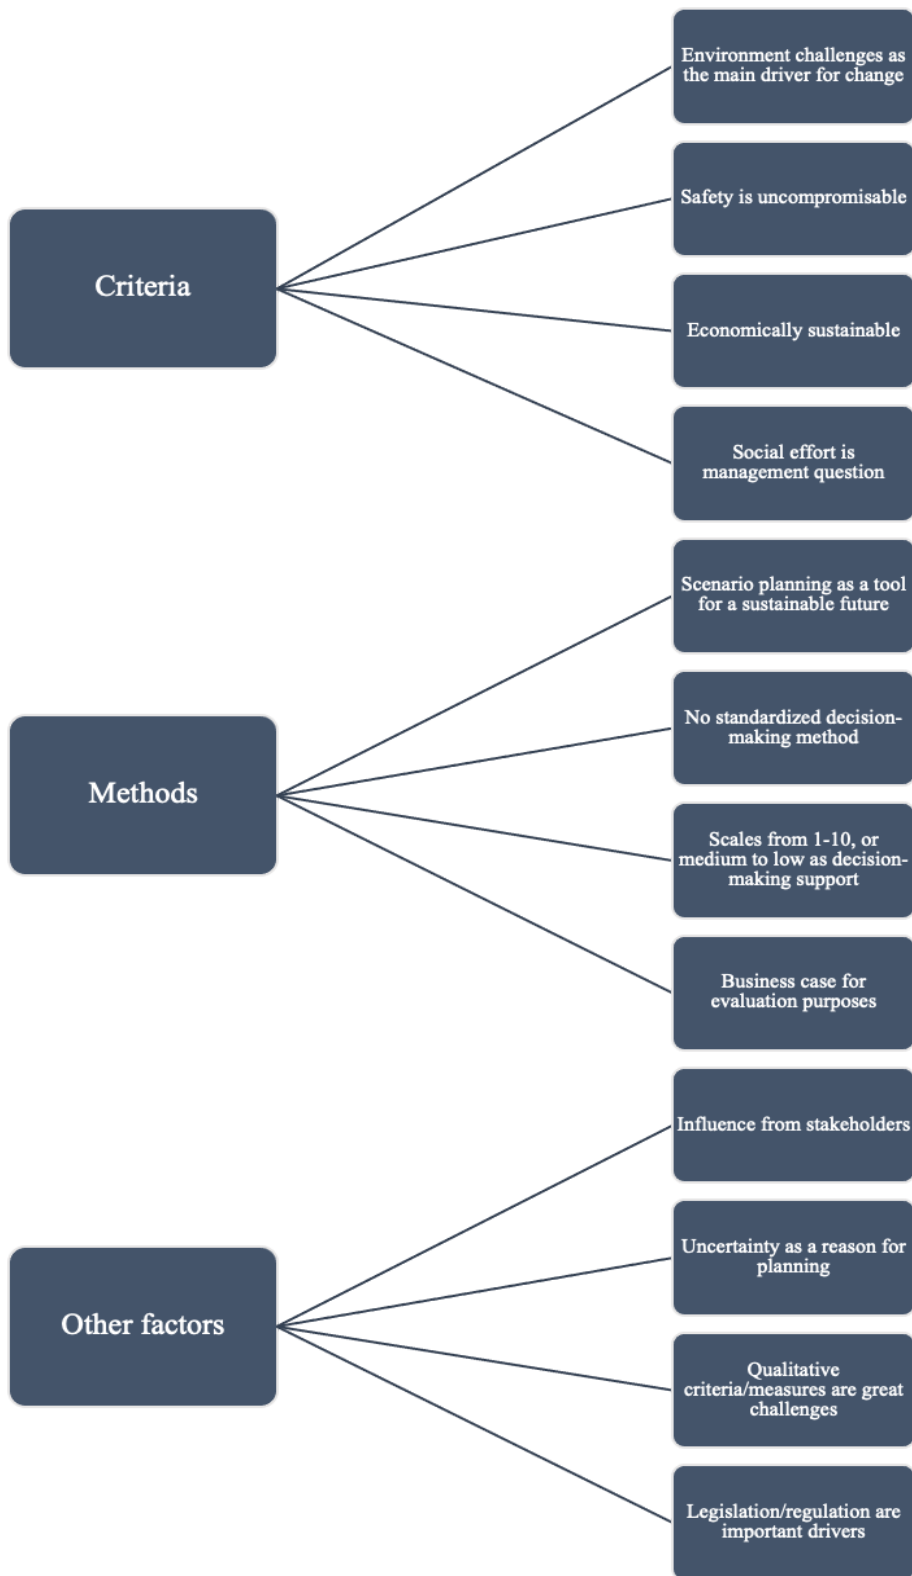 Environment challenges as
the main driver for change
Safety is uncompromisable
Criteria
Economically sustainable
Social effort is
management question
Scenario planning as a tool
for a sustainable future
No standardized decision-
making method
Methods
Scales from 1-10, or
medium to low as decision-
making support
Business case for
evaluation purposes
Influence from stakeholders
Uncertainty as a reason for
planning
Other factors
Qualitative
criteria/measures are great
challenges
Legislation/regulation are
important drivers